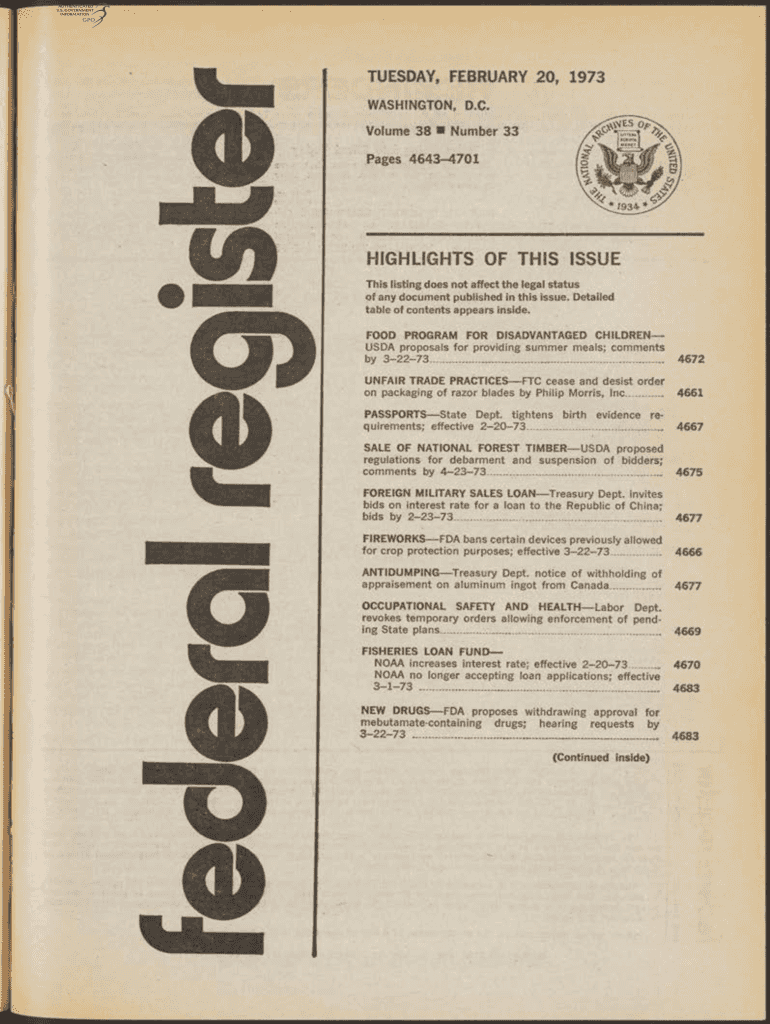 AUTHENTICATED
U.S. GOVERNMENT
INFORMATION
GPO
federal register
TUESDAY, FEBRUARY 20, 1973
WASHINGTON, D.C.
Volume 38 ■ Number 33
Pages 4643–4701
THE NATIONAL ARCHIVES OF THE UNITED STATES
* 1934 *
HIGHLIGHTS OF THIS ISSUE
This listing does not affect the legal status
of any document published in this issue. Detailed
table of contents appears inside.
FOOD PROGRAM FOR DISADVANTAGED CHILDREN—
USDA proposals for providing summer meals; comments
by 3–22–73 4672
UNFAIR TRADE PRACTICES—FTC cease and desist order
on packaging of razor blades by Philip Morris, Inc. 4661
PASSPORTS—State Dept. tightens birth evidence re-
quirements; effective 2–20–73 4667
SALE OF NATIONAL FOREST TIMBER—USDA proposed
regulations for debarment and suspension of bidders;
comments by 4–23–73 4675
FOREIGN MILITARY SALES LOAN—Treasury Dept. invites
bids on interest rate for a loan to the Republic of China;
bids by 2–23–73 4677
FIREWORKS—FDA bans certain devices previously allowed
for crop protection purposes; effective 3–22–73 4666
ANTIDUMPING—Treasury Dept. notice of withholding of
appraisement on aluminum ingot from Canada 4677
OCCUPATIONAL SAFETY AND HEALTH—Labor Dept.
revokes temporary orders allowing enforcement of pend-
ing State plans 4669
FISHERIES LOAN FUND—
NOAA increases interest rate; effective 2–20–73 4670
NOAA no longer accepting loan applications; effective
3–1–73 4683
NEW DRUGS—FDA proposes withdrawing approval for
mebutamate-containing drugs; hearing requests by
3–22–73 4683
(Continued inside)